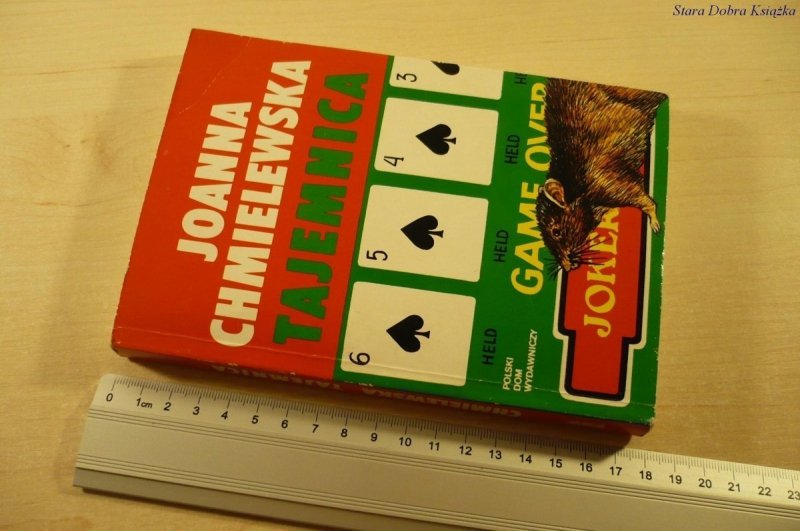 Stara Dobra Książka
JOANNA
CHMIELEWSKA
TAJEMNICA
3
4
5
6
HELD
HELD
HELD
GAME OVER
JOKER
POLSKI
DOM
WYDAWNICZY
CHMIELEWSKA TAJEMNICA
0 1cm 2 3 4 5 6 7 8 9 10 11 12 13 14 15 16 17 18 19 20 21 22 23